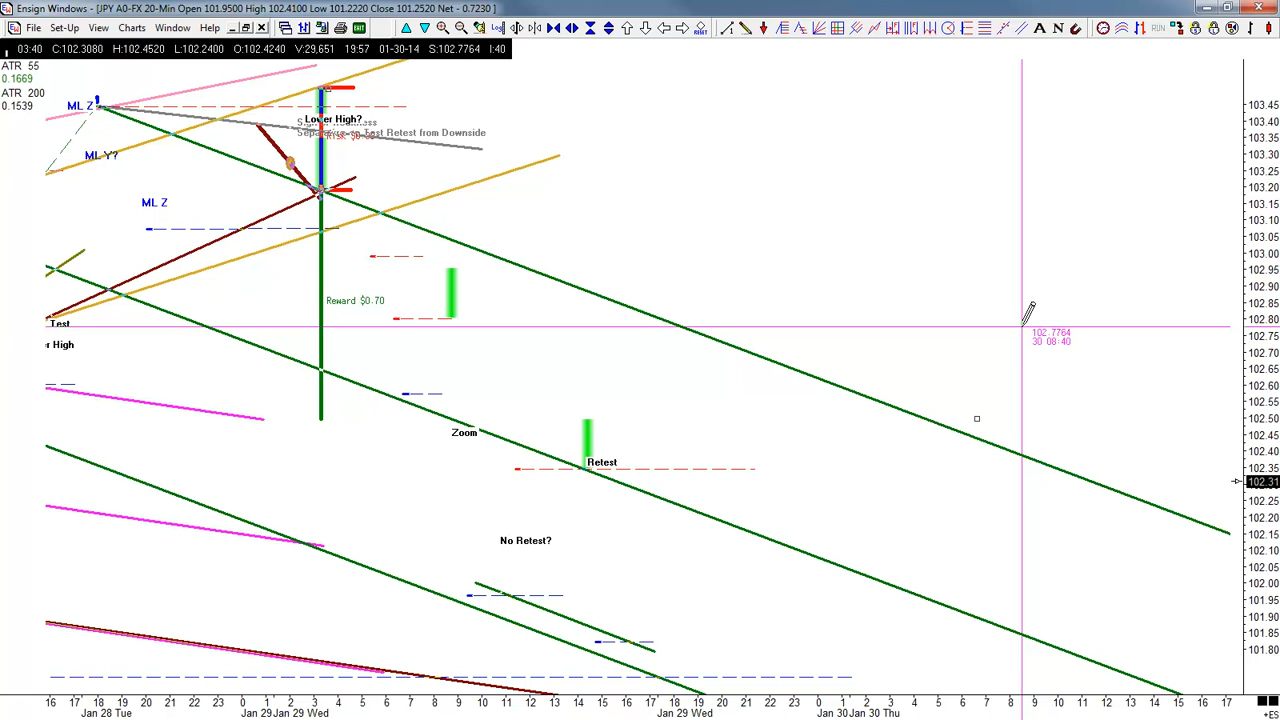 Ensign Windows - [JPY A0-FX 20-Min Open 101.9500 High 102.4100 Low 101.2220 Close 101.2520 Net - 0.7230 ]
File Set-Up View Tools Charts Window Help
03:40 C:102.3080 H:102.4520 L:102.2400 O:102.4240 V:29,651 19:57 01-30-14 S:102.7764 I:40
ATR 55
0.1669
ATR 200
0.1539
ML Z
ML Y?
ML Z
Lower High?
Separation Test Retest from Downside
Reward $0.70
Test
r High
Zoom
Retest
No Retest?
102.7764
30 08:40
103.45
103.40
103.35
103.30
103.25
103.20
103.15
103.10
103.05
103.00
102.95
102.90
102.85
102.80
102.75
102.70
102.65
102.60
102.55
102.50
102.45
102.40
102.35
102.31
102.20
102.15
102.10
102.05
102.00
101.95
101.90
101.85
101.80
16 17 18 19 20 21 22 23 0 1 2 3 4 5 6 7 8 9 10 11 12 13 14 15 16 17 18 19 20 21 22 23 0 1 2 3 4 5 6 7 8 9 10 11 12 13 14 15 16 17
Jan 28 Tue Jan 29 Jan 29 Wed Jan 29 Wed Jan 30 Jan 30 Thu +ES